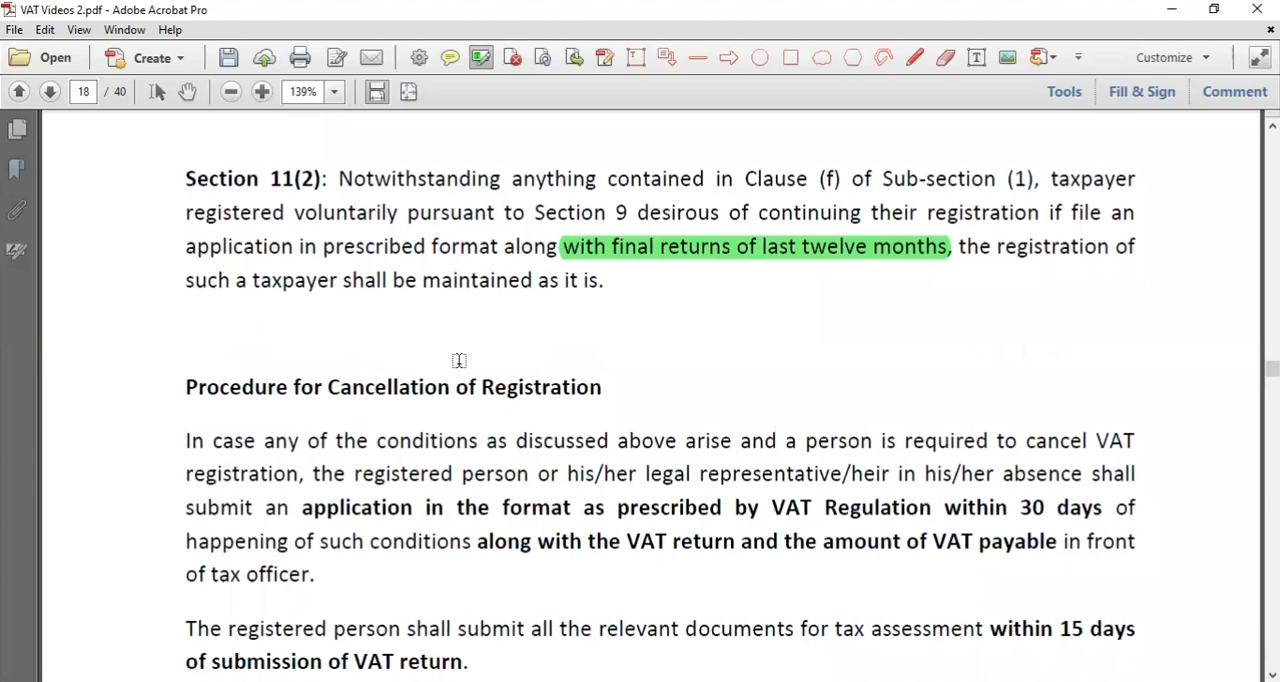 VAT Videos 2.pdf - Adobe Acrobat Pro
File Edit View Window Help
Open Create Customize
18 / 40 139% Tools Fill & Sign Comment
Section 11(2): Notwithstanding anything contained in Clause (f) of Sub-section (1), taxpayer
registered voluntarily pursuant to Section 9 desirous of continuing their registration if file an
application in prescribed format along with final returns of last twelve months, the registration of
such a taxpayer shall be maintained as it is.
Procedure for Cancellation of Registration
In case any of the conditions as discussed above arise and a person is required to cancel VAT
registration, the registered person or his/her legal representative/heir in his/her absence shall
submit an application in the format as prescribed by VAT Regulation within 30 days of
happening of such conditions along with the VAT return and the amount of VAT payable in front
of tax officer.
The registered person shall submit all the relevant documents for tax assessment within 15 days
of submission of VAT return.